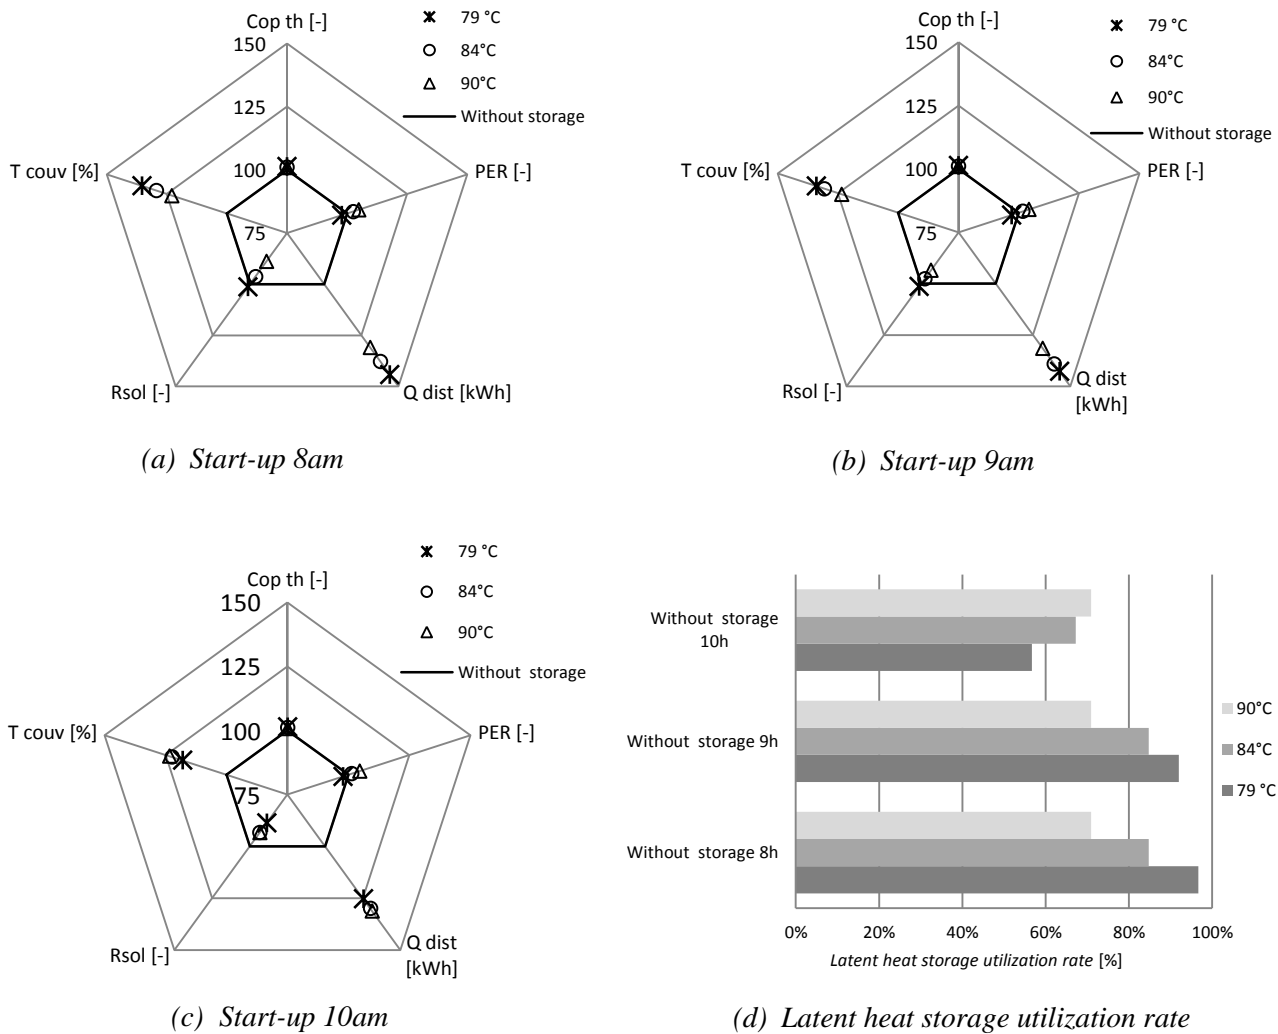 Cop th [-]
150
125
100
75
79 °C
84°C
90°C
Without storage
T couv [%]
PER [-]
Rsol [-]
Q dist [kWh]
(a) Start-up 8am
Cop th [-]
150
125
100
75
79 °C
84°C
90°C
Without storage
T couv [%]
PER [-]
Rsol [-]
Q dist
[kWh]
(b) Start-up 9am
Cop th [-]
150
125
100
75
79 °C
84°C
90°C
Without storage
T couv [%]
PER [-]
Rsol [-]
Q dist
[kWh]
(c) Start-up 10am
Without storage
10h
Without storage 9h
Without storage 8h
90°C
84°C
79 °C
0% 20% 40% 60% 80% 100%
Latent heat storage utilization rate [%]
(d) Latent heat storage utilization rate